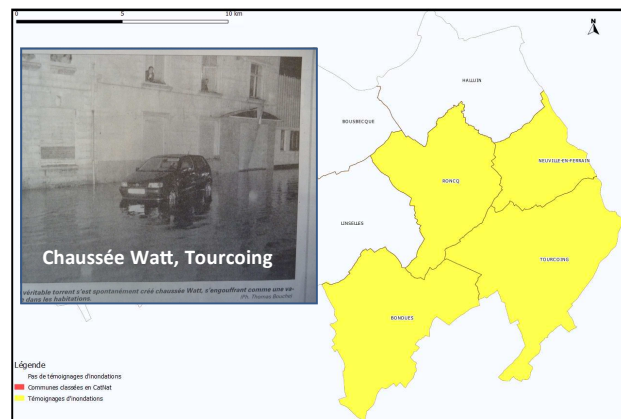 0 5 10 km
N
HALLUIN
BOUSBECQUE
NEUVILLE-EN-FERRAIN
RONCQ
LINSELLES
TOURCOING
BONDUES
Chaussée Watt, Tourcoing
véritable torrent s'est spontanément créé chaussée Watt, s'engouffrant comme une
dans les habitations.
(Ph. Thomas
Légende
Pas de témoignages d'inondations
Communes classées en CatNat
Témoignages d'inondations